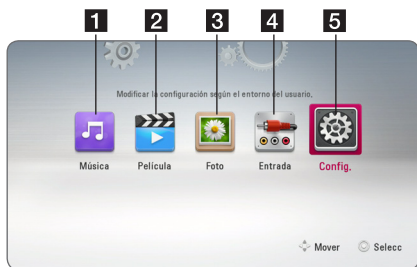 1 2 3 4 5
Modificar la configuración según el entorno del usuario.
Música Película Foto Entrada Config.
Mover Selecc